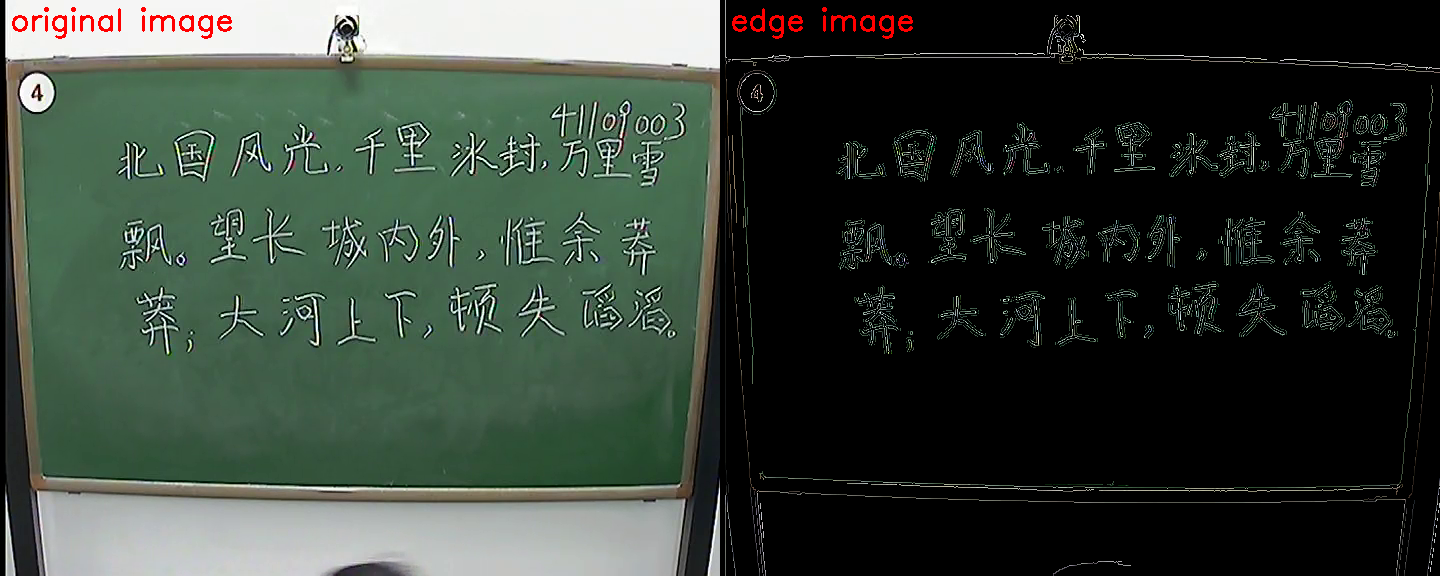 original image
4
41109003
北国风光,千里冰封,万里雪
飘。望长城内外,惟余莽
莽;大河上下,顿失滔滔。
edge image
4
41109003
北国风光,千里冰封,万里雪
飘。望长城内外,惟余莽
莽;大河上下,顿失滔滔。